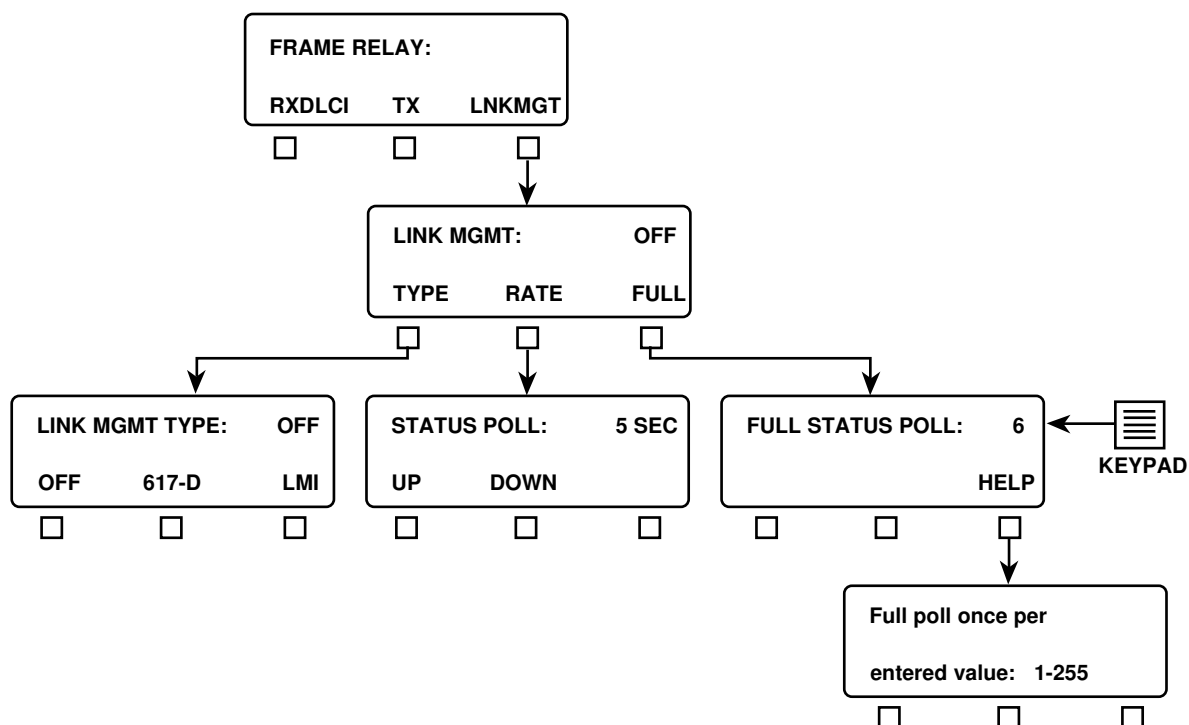 FRAME RELAY:
RXDLCI TX LNKMGT
LINK MGMT: OFF
TYPE RATE FULL
LINK MGMT TYPE: OFF
OFF 617-D LMI
STATUS POLL: 5 SEC
UP DOWN
FULL STATUS POLL: 6
HELP
KEYPAD
Full poll once per
entered value: 1-255